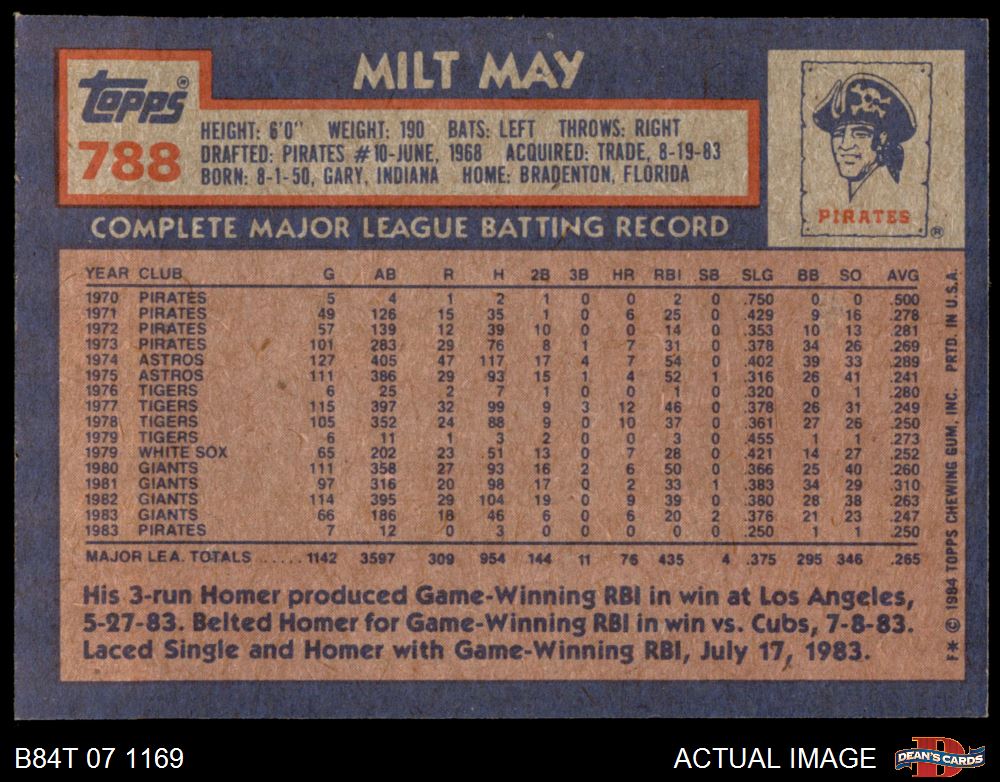 MILT MAY
topps®
788
HEIGHT: 6'0" WEIGHT: 190 BATS: LEFT THROWS: RIGHT
DRAFTED: PIRATES #10-JUNE, 1968 ACQUIRED: TRADE, 8-19-83
BORN: 8-1-50, GARY, INDIANA HOME: BRADENTON, FLORIDA
PIRATES
®
COMPLETE MAJOR LEAGUE BATTING RECORD
YEAR CLUB G AB R H 2B 3B HR RBI SB SLG BB SO AVG
1970 PIRATES 5 4 1 2 1 0 0 2 0 .750 0 0 .500
1971 PIRATES 49 126 15 35 1 0 6 25 0 .429 9 16 .278
1972 PIRATES 57 139 12 39 10 0 0 14 0 .353 10 13 .281
1973 PIRATES 101 283 29 76 8 1 7 31 0 .378 34 26 .269
1974 ASTROS 127 405 47 117 17 4 7 54 0 .402 39 33 .289
1975 ASTROS 111 386 29 93 15 1 4 52 1 .316 26 41 .241
1976 TIGERS 6 25 2 7 1 0 0 1 0 .320 0 1 .280
1977 TIGERS 115 397 32 99 9 3 12 46 0 .378 26 31 .249
1978 TIGERS 105 352 24 88 9 0 10 37 0 .361 27 26 .250
1979 TIGERS 6 11 1 3 2 0 0 3 0 .455 1 1 .273
1979 WHITE SOX 65 202 23 51 13 0 7 28 0 .421 14 27 .252
1980 GIANTS 111 358 27 93 16 2 6 50 0 .366 25 40 .260
1981 GIANTS 97 316 20 98 17 0 2 33 1 .383 34 29 .310
1982 GIANTS 114 395 29 104 19 0 9 39 0 .380 28 38 .263
1983 GIANTS 66 186 18 46 6 0 6 20 2 .376 21 23 .247
1983 PIRATES 7 12 0 3 0 0 0 0 0 .250 1 1 .250
MAJOR LEA. TOTALS ..... 1142 3597 309 954 144 11 76 435 4 .375 295 346 .265
His 3-run Homer produced Game-Winning RBI in win at Los Angeles,
5-27-83. Belted Homer for Game-Winning RBI in win vs. Cubs, 7-8-83.
Laced Single and Homer with Game-Winning RBI, July 17, 1983.
F* © 1984 TOPPS CHEWING GUM, INC. PRTD. IN U.S.A.
B84T 07 1169
ACTUAL IMAGE
DEAN'S CARDS